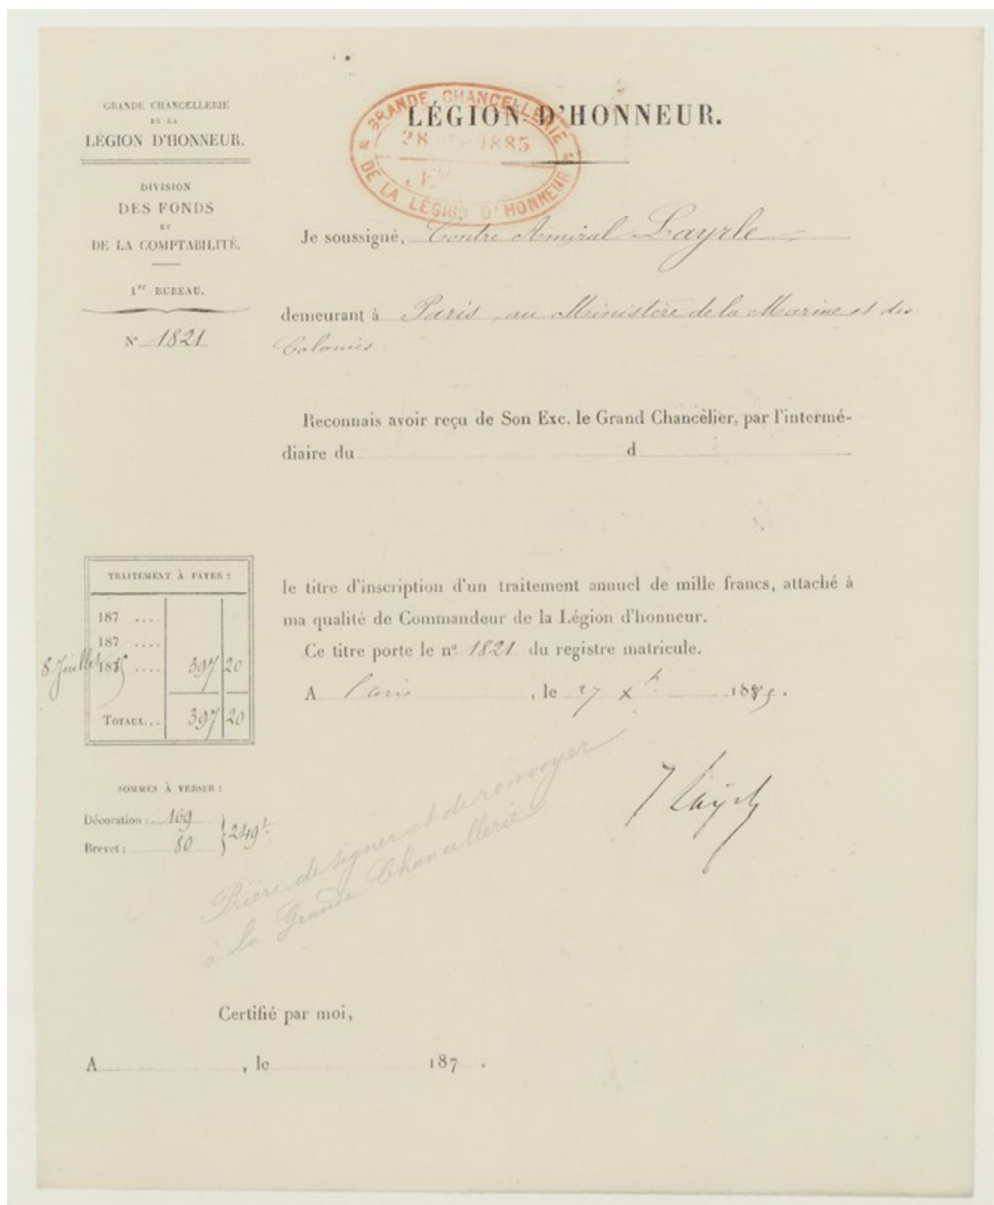 GRANDE CHANCELLERIE
DE LA
LÉGION D'HONNEUR.
DIVISION
DES FONDS
ET
DE LA COMPTABILITÉ.
1er BUREAU.
N° 1821
GRANDE CHANCELLERIE
28 1885
DE LA LÉGION D'HONNEUR
LÉGION D'HONNEUR.
Je soussigné, Contre Amiral Layrle
demeurant à Paris, au Ministère de la Marine et des
Colonies
Reconnais avoir reçu de Son Exc. le Grand Chancelier, par l'intermé-
diaire du d
le titre d'inscription d'un traitement annuel de mille francs, attaché à
ma qualité de Commandeur de la Légion d'honneur.
Ce titre porte le n° 1821 du registre matricule.
A Paris , le 27 Xbr 1885.
TRAITEMENT À PAYER :
187 ....
187 ....
8 Juillet 1885 .... 397 20
TOTAUX... 397 20
SOMMES À VERSER :
Décoration : 169
Brevet : 80 } 249 f.
Prière de signer et de renvoyer
à la Grande Chancellerie
Layrle
Certifié par moi,
A , le 187 .